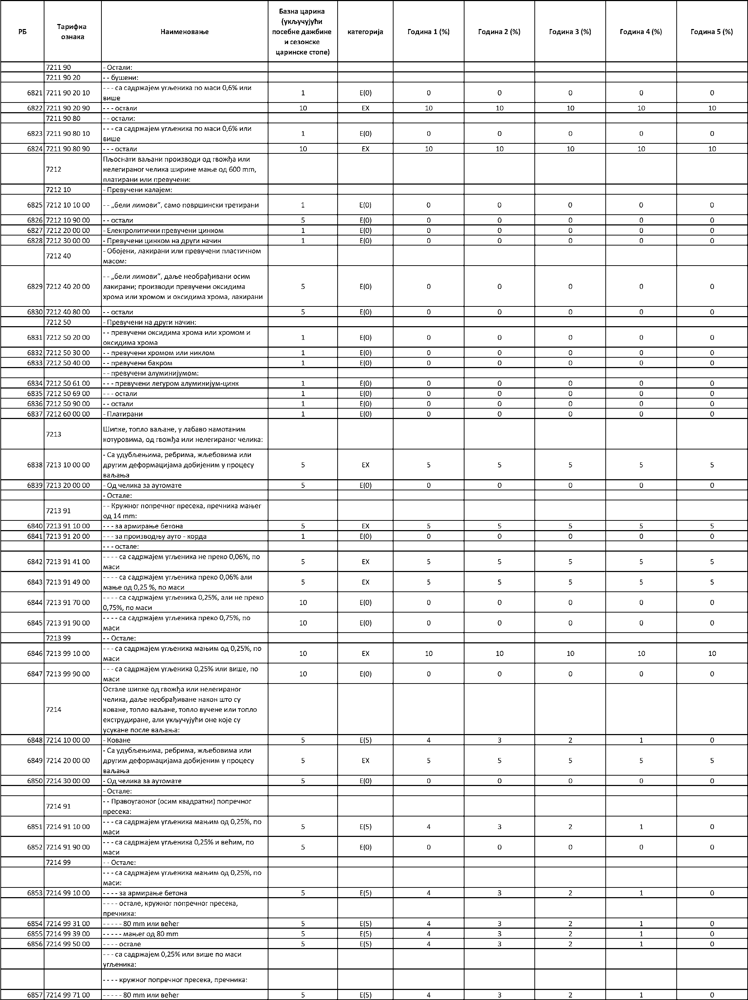 РБ Тарифна ознака Наименовање Базна царина (укључујући посебне дажбине и сезонске царинске стопе) категорија Година 1 (%) Година 2 (%) Година 3 (%) Година 4 (%) Година 5 (%)
7211 90 - Остали:
7211 90 20 - - бушени:
6821 7211 90 20 10 - - - са садржајем угљеника по маси 0,6% или више 1 E(0) 0 0 0 0 0
6822 7211 90 20 90 - - - остали 10 EX 10 10 10 10 10
7211 90 80 - - остали:
6823 7211 90 80 10 - - - са садржајем угљеника по маси 0,6% или више 1 E(0) 0 0 0 0 0
6824 7211 90 80 90 - - - остали 10 EX 10 10 10 10 10
7212 Пљоснати ваљани производи од гвожђа или нелегираног челика ширине мање од 600 mm, платирани или превучени:
7212 10 - Превучени калајем:
6825 7212 10 10 00 - - „бели лимови”, само површински третирани 1 E(0) 0 0 0 0 0
6826 7212 10 90 00 - - остали 5 E(0) 0 0 0 0 0
6827 7212 20 00 00 - Електролитички превучени цинком 1 E(0) 0 0 0 0 0
6828 7212 30 00 00 - Превучени цинком на други начин 1 E(0) 0 0 0 0 0
7212 40 - Обојени, лакирани или превучени пластичном масом:
6829 7212 40 20 00 - - „бели лимови”, даље необрађивани осим лакирани; производи превучени оксидима хрома или хромом и оксидима хрома, лакирани 5 E(0) 0 0 0 0 0
6830 7212 40 80 00 - - остали 5 E(0) 0 0 0 0 0
7212 50 - Превучени на други начин:
6831 7212 50 20 00 - - превучени оксидима хрома или хромом и оксидима хрома 1 E(0) 0 0 0 0 0
6832 7212 50 30 00 - - превучени хромом или никлом 1 E(0) 0 0 0 0 0
6833 7212 50 40 00 - - превучени бакром 1 E(0) 0 0 0 0 0
- - превучени алуминијумом:
6834 7212 50 61 00 - - - превучени легуром алуминијум-цинк 1 E(0) 0 0 0 0 0
6835 7212 50 69 00 - - - остали 1 E(0) 0 0 0 0 0
6836 7212 50 90 00 - - остали 1 E(0) 0 0 0 0 0
6837 7212 60 00 00 - Платирани 1 E(0) 0 0 0 0 0
7213 Шипке, топло ваљане, у лабаво намотаним котуровима, од гвожђа или нелегираног челика:
6838 7213 10 00 00 - Са удубљењима, ребрима, жљебовима или другим деформацијама добијеним у процесу ваљања 5 EX 5 5 5 5 5
6839 7213 20 00 00 - Од челика за аутомате 5 E(0) 0 0 0 0 0
- Остале:
7213 91 - - Кружног попречног пресека, пречника мањег од 14 mm:
6840 7213 91 10 00 - - - за армирање бетона 5 EX 5 5 5 5 5
6841 7213 91 20 00 - - - за производњу ауто - корда 1 E(0) 0 0 0 0 0
- - - остале:
6842 7213 91 41 00 - - - - са садржајем угљеника не преко 0,06%, по маси 5 EX 5 5 5 5 5
6843 7213 91 49 00 - - - - са садржајем угљеника преко 0,06% али мање од 0,25 %, по маси 5 EX 5 5 5 5 5
6844 7213 91 70 00 - - - - са садржајем угљеника 0,25%, али не преко 0,75%, по маси 10 E(0) 0 0 0 0 0
6845 7213 91 90 00 - - - - са садржајем угљеника преко 0,75%, по маси 10 E(0) 0 0 0 0 0
7213 99 - - Остале:
6846 7213 99 10 00 - - - са садржајем угљеника мањим од 0,25%, по маси 10 EX 10 10 10 10 10
6847 7213 99 90 00 - - - са садржајем угљеника 0,25% или више, по маси 10 E(0) 0 0 0 0 0
7214 Остале шипке од гвожђа или нелегираног челика, даље необрађиване након што су коване, топло ваљане, топло вучене или топло екструдиране, али укључујући оне које су усукане после ваљања:
6848 7214 10 00 00 - Коване 5 E(5) 4 3 2 1 0
6849 7214 20 00 00 - Са удубљењима, ребрима, жљебовима или другим деформацијама добијеним у процесу ваљања 5 EX 5 5 5 5 5
6850 7214 30 00 00 - Од челика за аутомате 5 E(0) 0 0 0 0 0
- Остале:
7214 91 - - Правоугаоног (осим квадратни) попречног пресека:
6851 7214 91 10 00 - - - са садржајем угљеника мањим од 0,25%, по маси 5 E(5) 4 3 2 1 0
6852 7214 91 90 00 - - - са садржајем угљеника 0,25% и већим, по маси 5 E(0) 0 0 0 0 0
7214 99 - - Остале:
- - - са садржајем угљеника мањим од 0,25%, по маси:
6853 7214 99 10 00 - - - - за армирање бетона 5 E(5) 4 3 2 1 0
- - - - остале, кружног попречног пресека, пречника:
6854 7214 99 31 00 - - - - - 80 mm или већег 5 E(5) 4 3 2 1 0
6855 7214 99 39 00 - - - - - мањег од 80 mm 5 E(5) 4 3 2 1 0
6856 7214 99 50 00 - - - - остале 5 E(5) 4 3 2 1 0
- - - са садржајем 0,25% или више по маси угљеника:
- - - - кружног попречног пресека, пречника:
6857 7214 99 71 00 - - - - - 80 mm или већег 5 E(5) 4 3 2 1 0